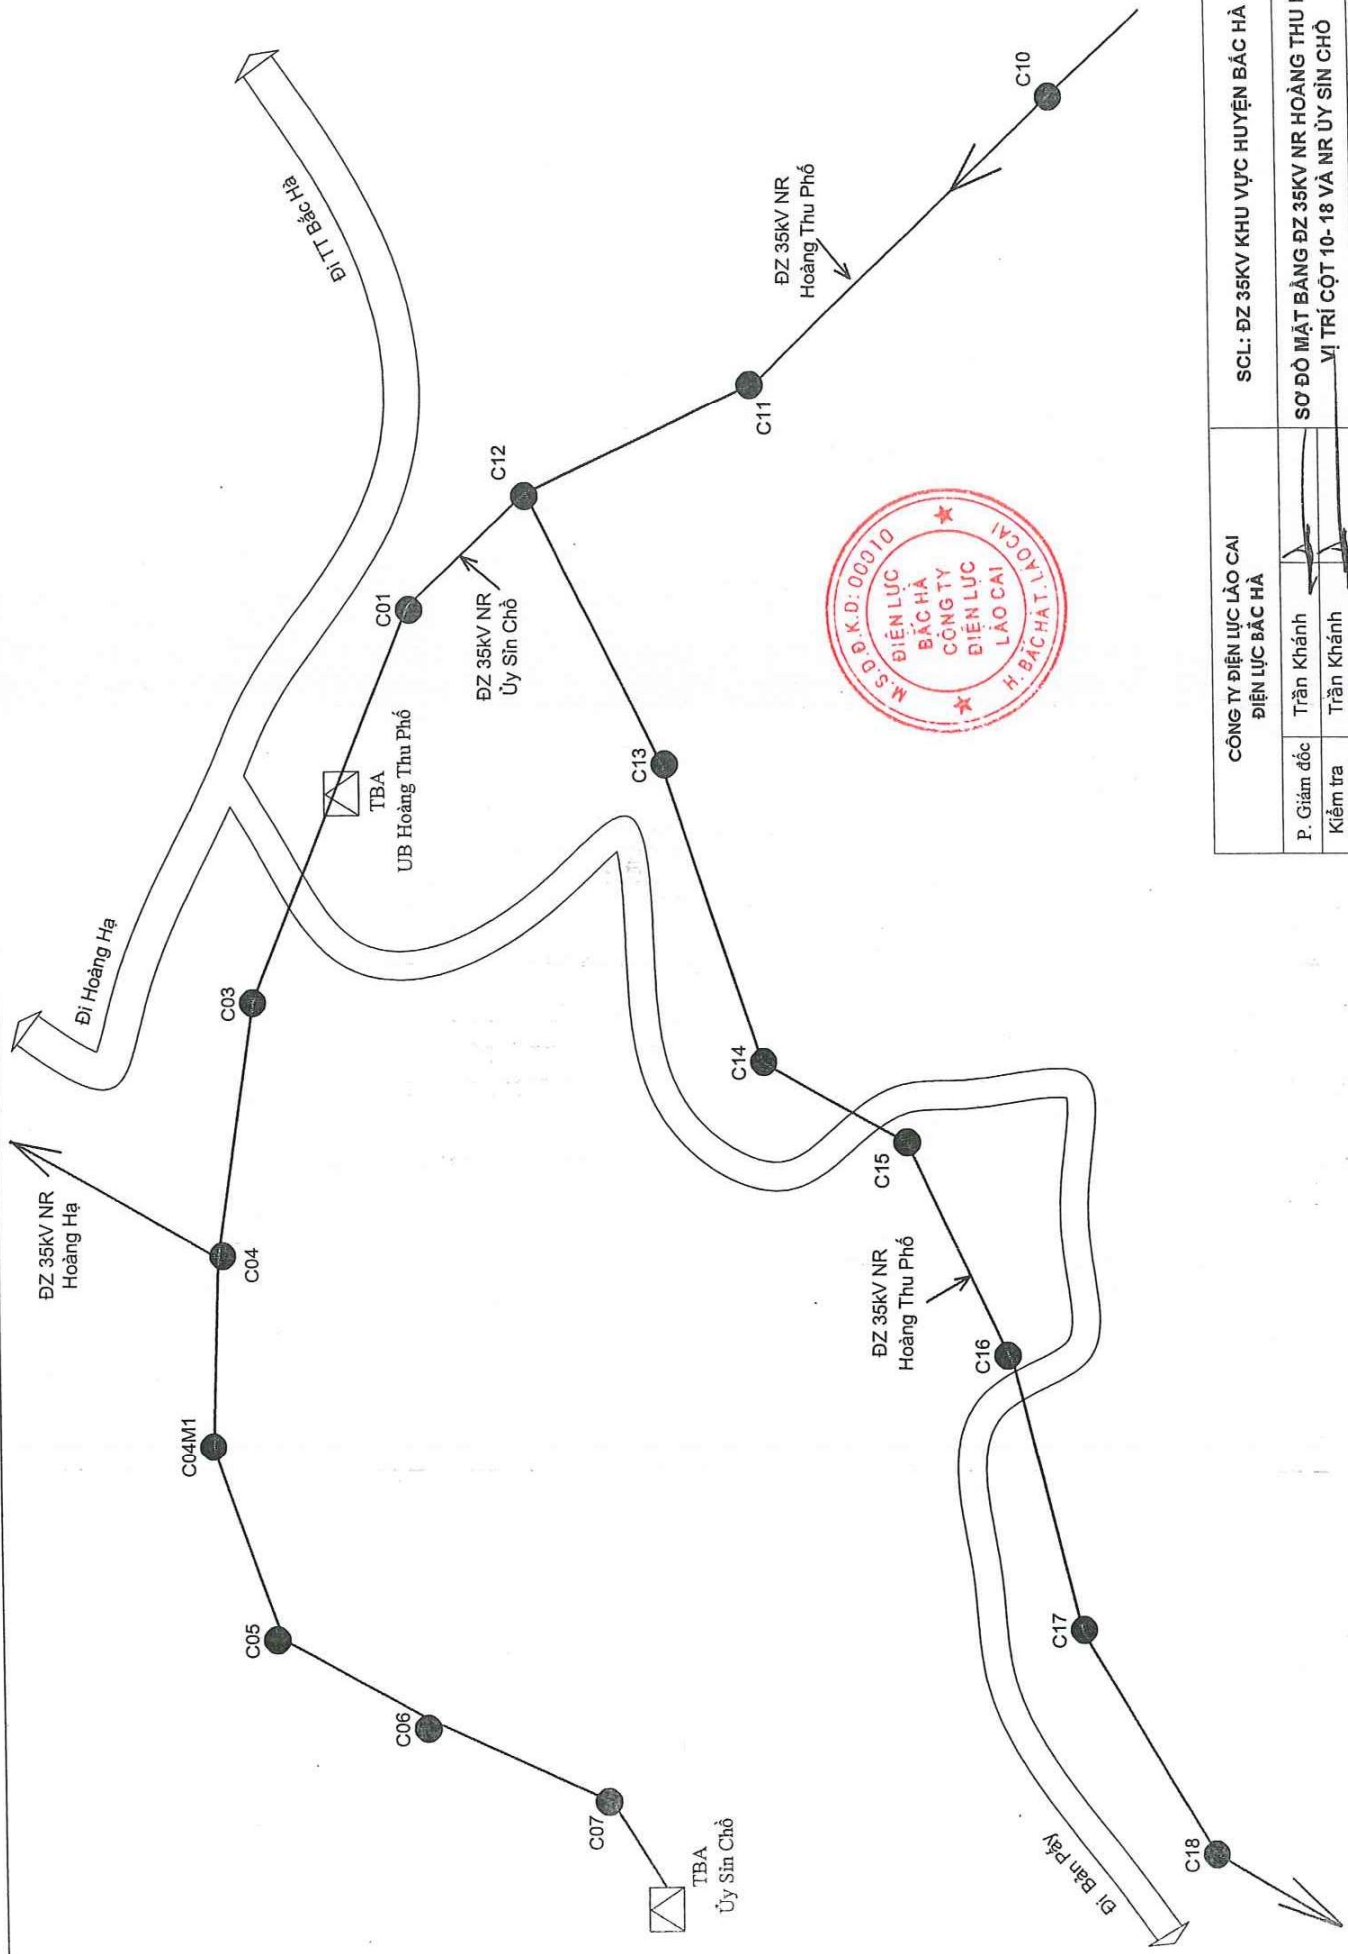 Đi TT Bắc Hà
C10
ĐZ 35kV NR
Hoàng Thu Phố
C11
C12
C01
ĐZ 35kV NR
Ủy Sín Chồ
TBA
UB Hoàng Thu Phố
C13
Đi Hoàng Hạ
C03
C14
C15
ĐZ 35kV NR
Hoàng Hạ
C04
C04M1
ĐZ 35kV NR
Hoàng Thu Phố
C16
C05
C06
C07
C17
C18
TBA
Ủy Sín Chồ
Đi Bản Pấy
M.S.D.Đ.K.D: 00010
ĐIỆN LỰC
BẮC HÀ
CÔNG TY
ĐIỆN LỰC
LÀO CAI
H. BẮC HÀ T. LÀO CAI
CÔNG TY ĐIỆN LỰC LÀO CAI
ĐIỆN LỰC BẮC HÀ
SCL: ĐZ 35KV KHU VỰC HUYỆN BẮC HÀ
P. Giám đốc Trần Khánh
Kiểm tra Trần Khánh
SƠ ĐỒ MẶT BẰNG ĐZ 35KV NR HOÀNG THU
VỊ TRÍ CỘT 10-18 VÀ NR ỦY SÍN CHỒ